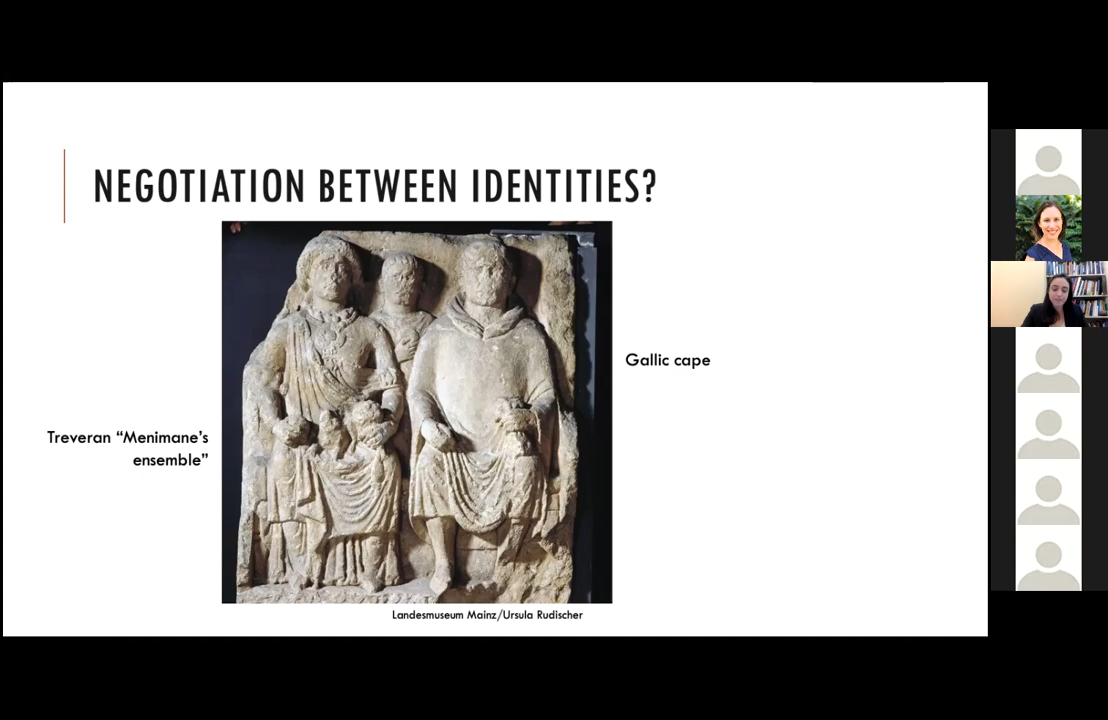 NEGOTIATION BETWEEN IDENTITIES?
Gallic cape
Treveran “Menimane’s
ensemble”
Landesmuseum Mainz/Ursula Rudischer